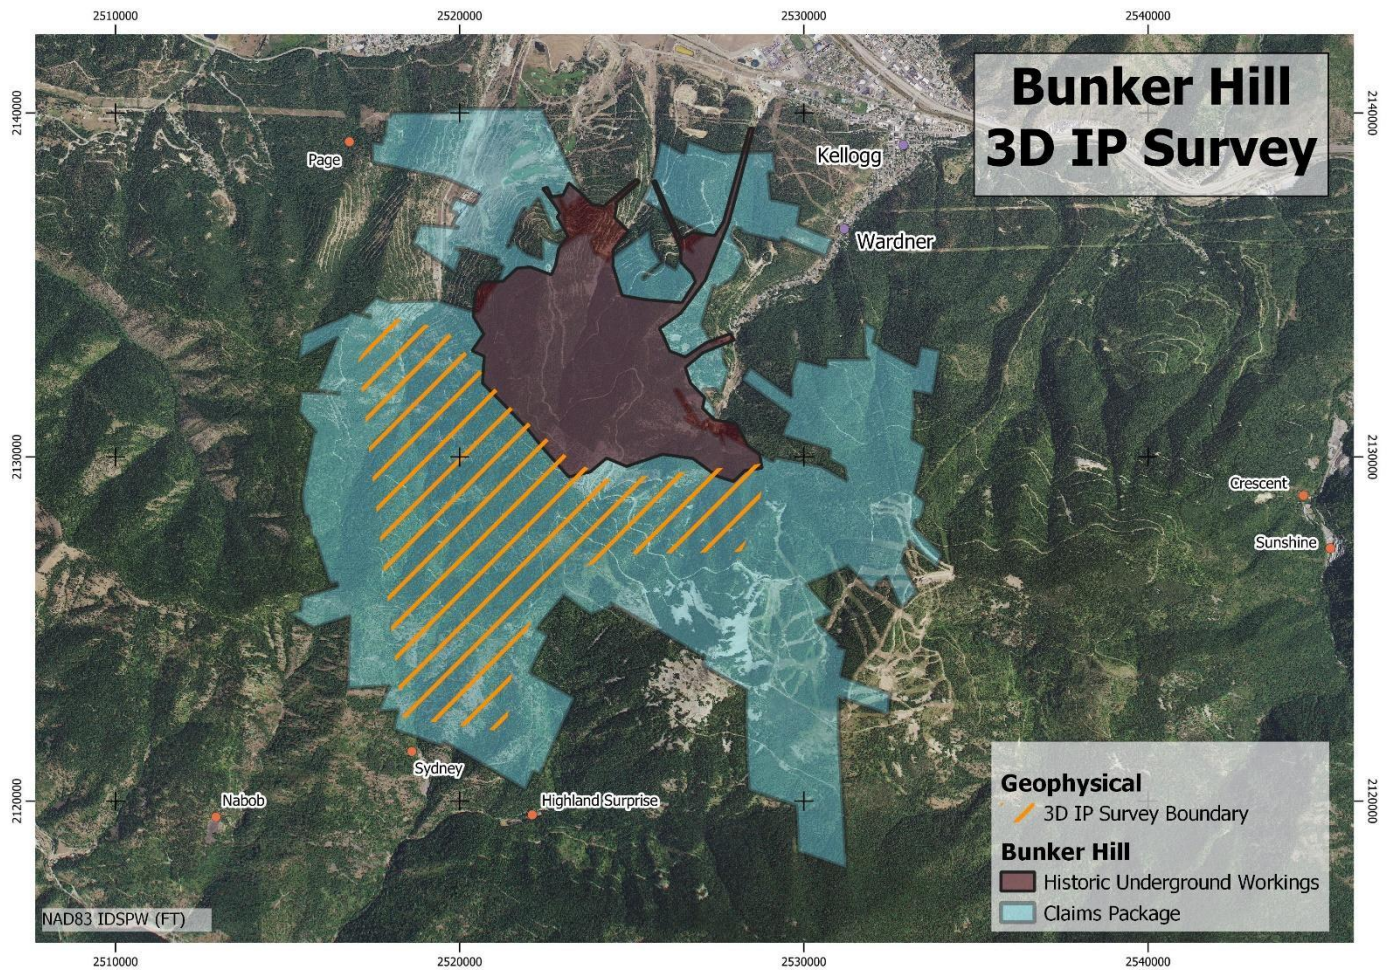 2510000 2520000 2530000 2540000
Bunker Hill
3D IP Survey
2140000 2140000
Page
Kellogg
Wardner
2130000 2130000
Crescent
Sunshine
Sydney
Nabob
Highland Surprise
2120000 2120000
Geophysical
3D IP Survey Boundary
Bunker Hill
Historic Underground Workings
Claims Package
NAD83 IDSPW (FT)
2510000 2520000 2530000 2540000